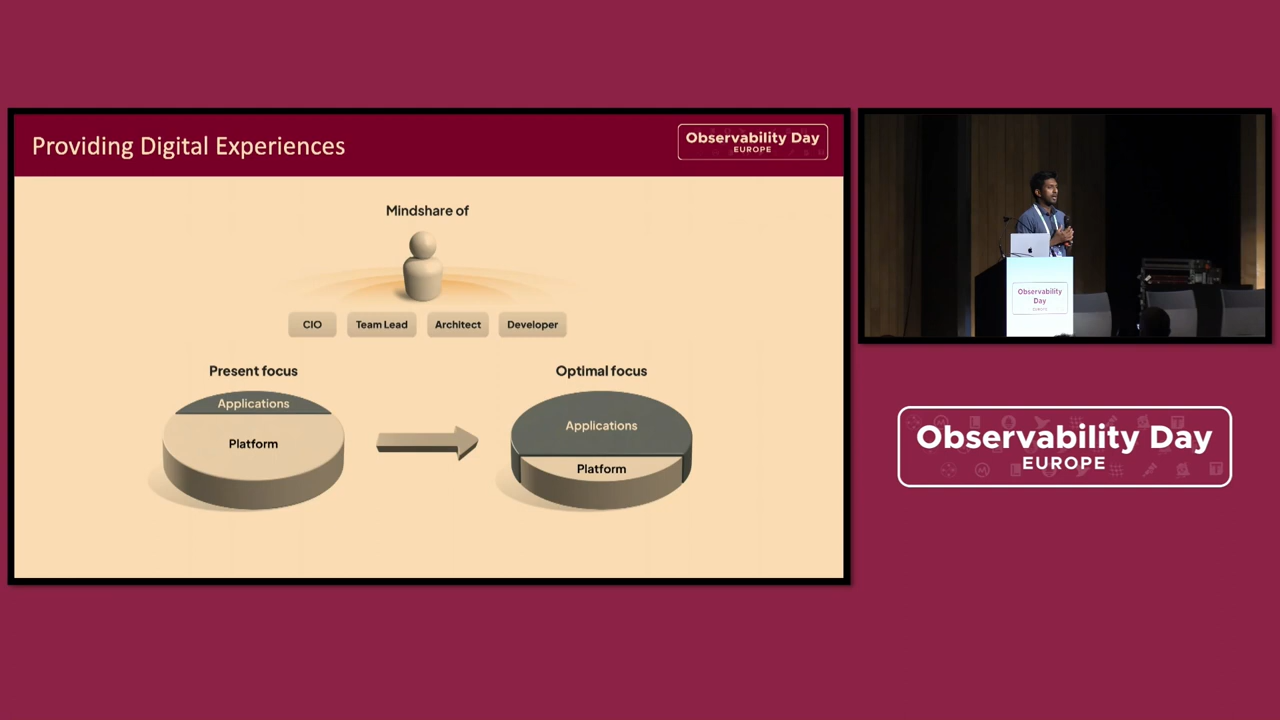 Providing Digital Experiences
Observability Day
EUROPE
Mindshare of
CIO
Team Lead
Architect
Developer
Present focus
Optimal focus
Applications
Platform
Applications
Platform
Observability
Day
EUROPE
Observability Day
EUROPE